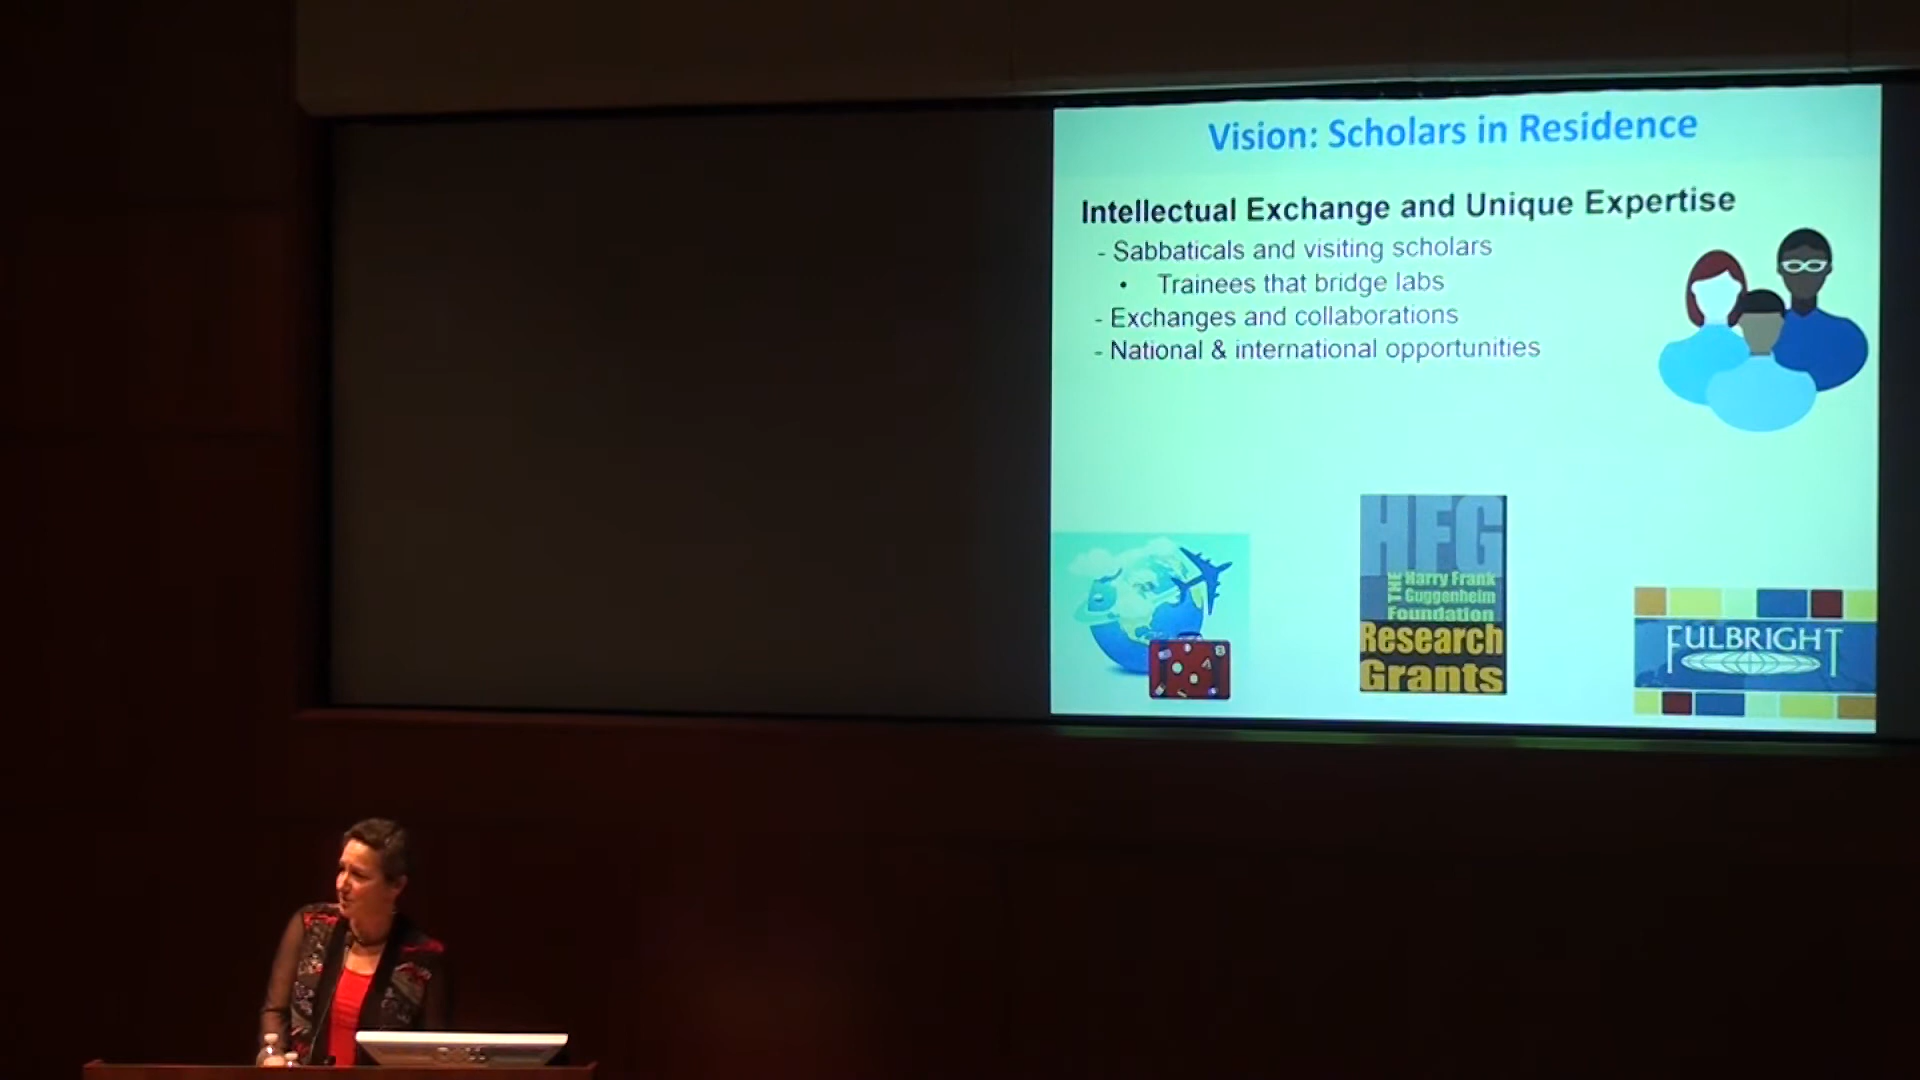 Vision: Scholars in Residence
Intellectual Exchange and Unique Expertise
- Sabbaticals and visiting scholars
• Trainees that bridge labs
- Exchanges and collaborations
- National & international opportunities
HFG
THE
Harry Frank
Guggenheim
Foundation
Research
Grants
FULBRIGHT